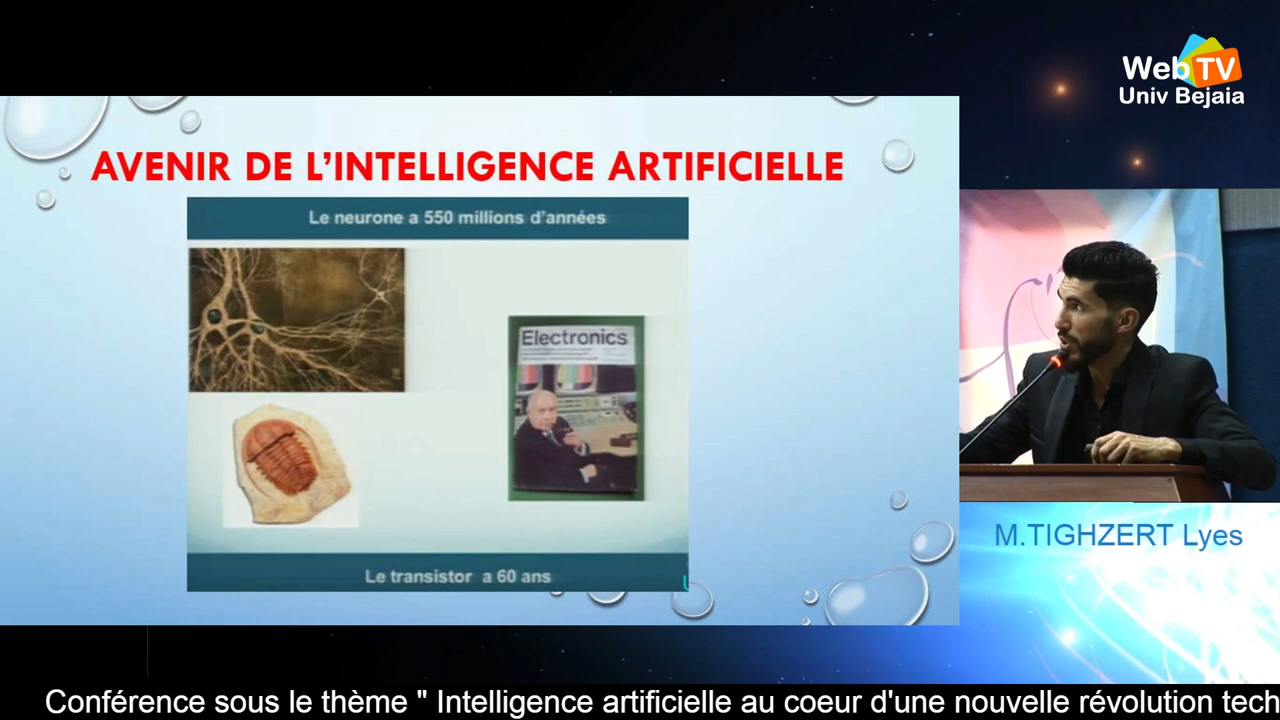 Web TV
Univ Bejaia
AVENIR DE L'INTELLIGENCE ARTIFICIELLE
Le neurone a 550 millions d'années
Electronics
Le transistor a 60 ans
M.TIGHZERT Lyes
Conférence sous le thème " Intelligence artificielle au coeur d'une nouvelle révolution tech